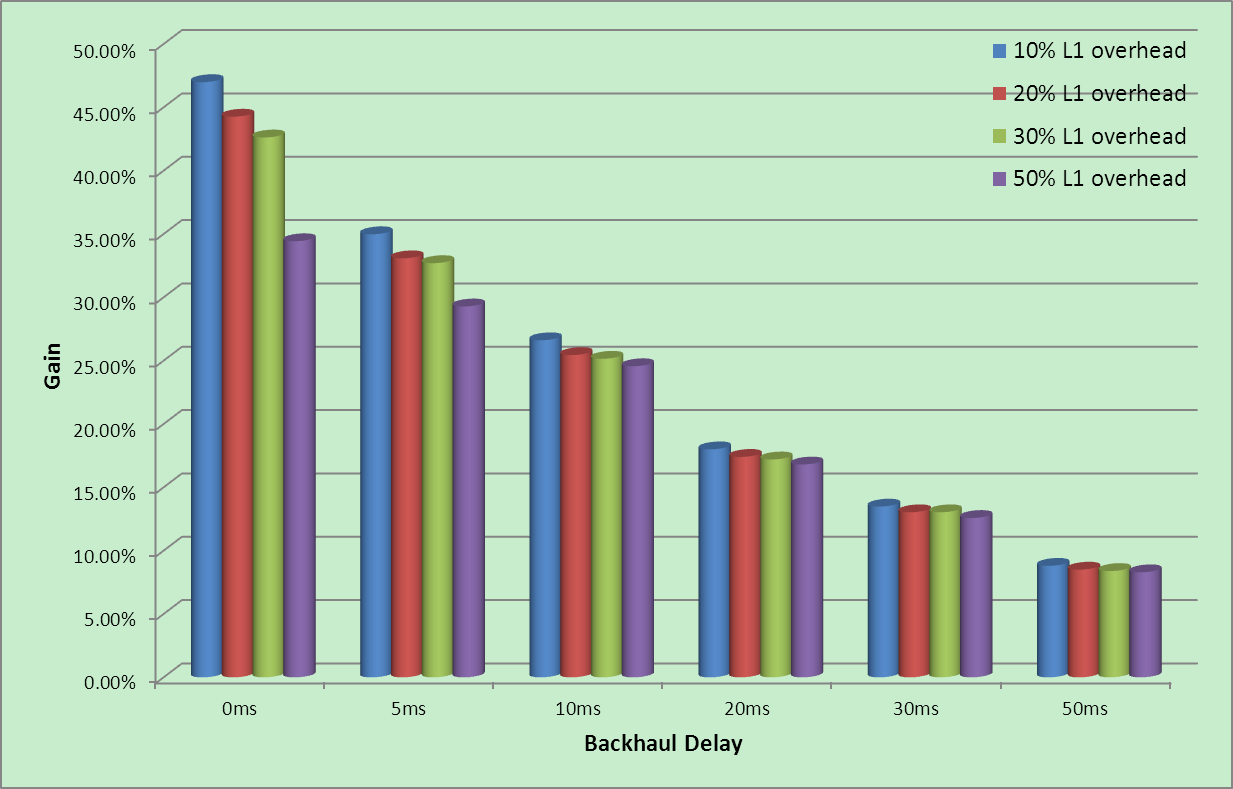 50.00%
45.00%
40.00%
35.00%
30.00%
25.00%
20.00%
15.00%
10.00%
5.00%
0.00%
Gain
10% L1 overhead
20% L1 overhead
30% L1 overhead
50% L1 overhead
0ms 5ms 10ms 20ms 30ms 50ms
Backhaul Delay